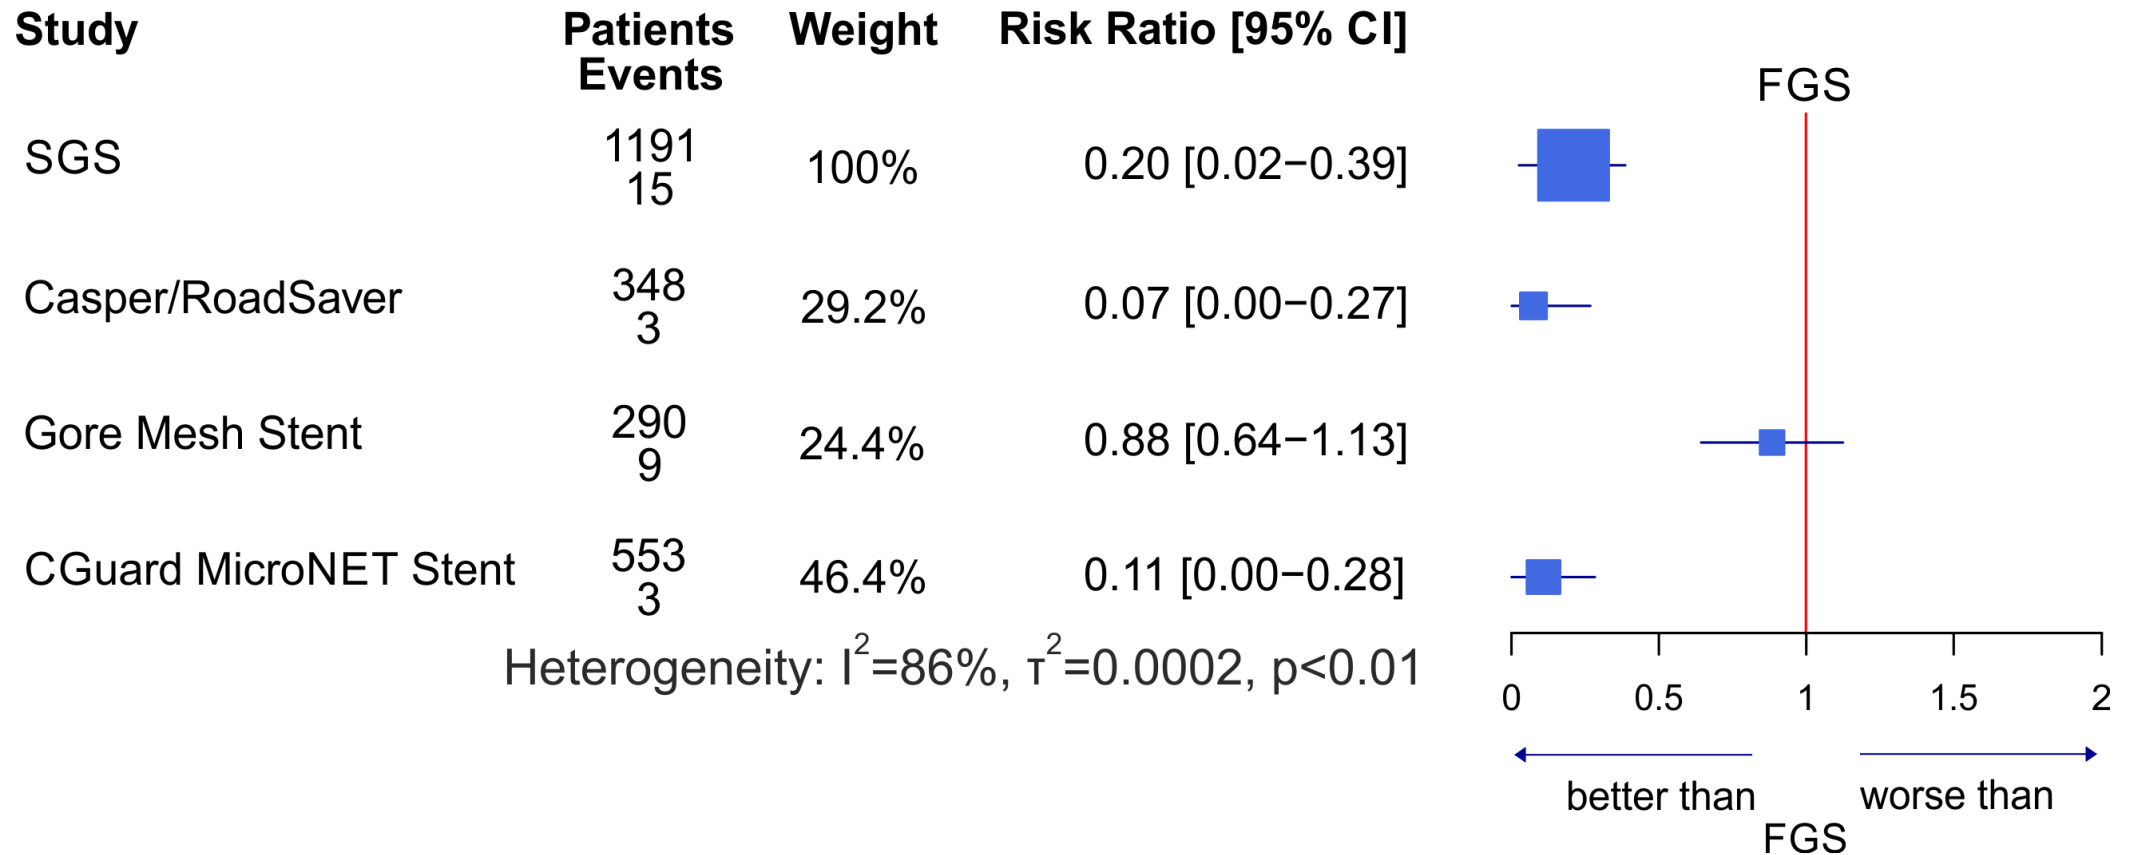 Study Patients Weight Risk Ratio [95% CI]
Events
FGS
SGS 1191 100% 0.20 [0.02−0.39]
15
Casper/RoadSaver 348 29.2% 0.07 [0.00−0.27]
3
Gore Mesh Stent 290 24.4% 0.88 [0.64−1.13]
9
CGuard MicroNET Stent 553 46.4% 0.11 [0.00−0.28]
3
Heterogeneity: I²=86%, τ²=0.0002, p<0.01
0 0.5 1 1.5 2
better than worse than
FGS